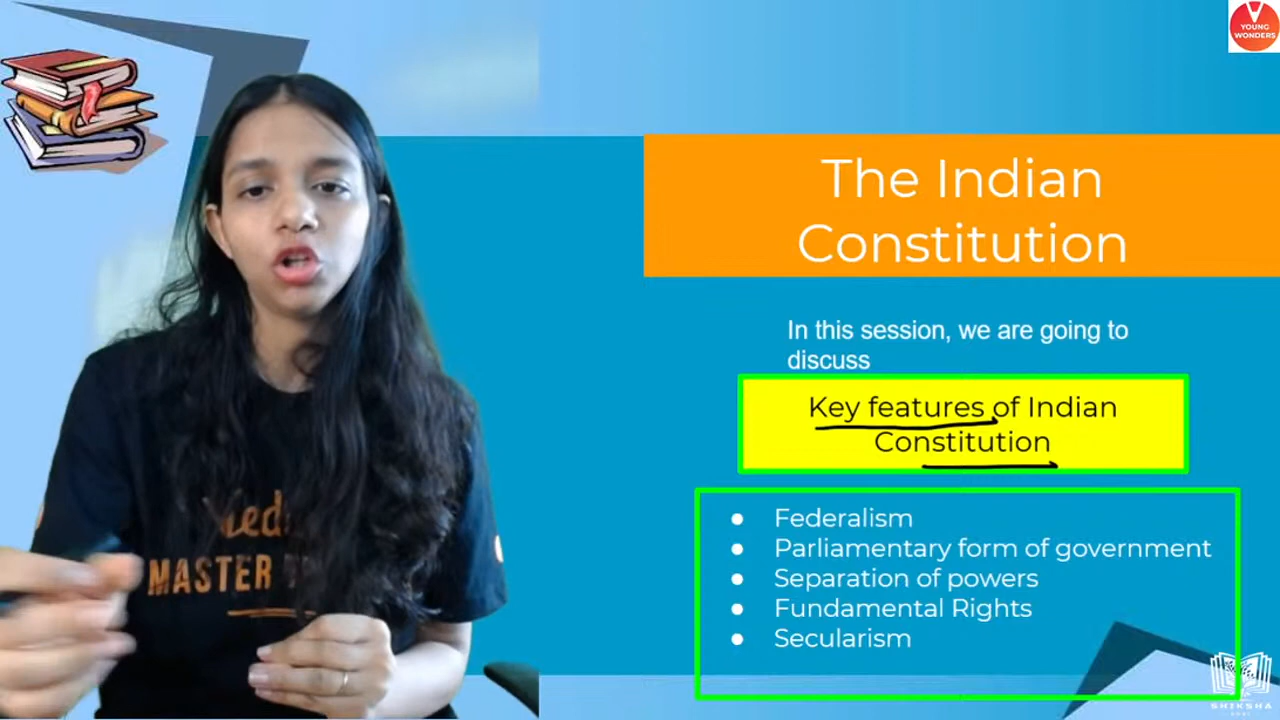 YOUNG
WONDERS
The Indian
Constitution
In this session, we are going to
discuss
Key features of Indian
Constitution
● Federalism
● Parliamentary form of government
● Separation of powers
● Fundamental Rights
● Secularism
MASTER
SHIKSHA